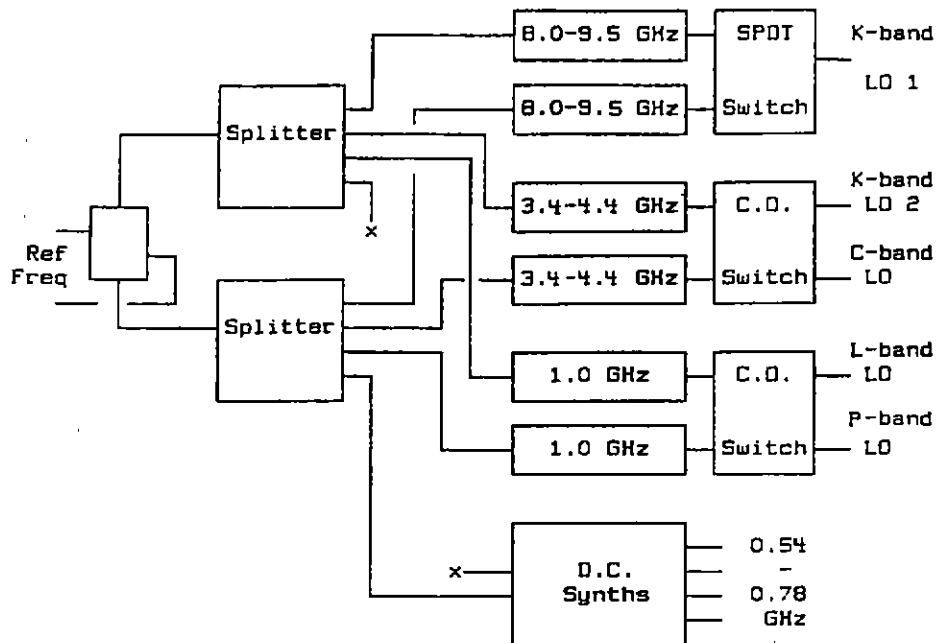 8.0-9.5 GHz
SPDT
K-band
LO 1
8.0-9.5 GHz
Switch
Splitter
3.4-4.4 GHz
C.O.
K-band
LO 2
x
Ref
Freq
3.4-4.4 GHz
Switch
C-band
LO
Splitter
1.0 GHz
C.O.
L-band
LO
1.0 GHz
Switch
P-band
LO
x
D.C.
Synths
0.54
-
0.78
GHz